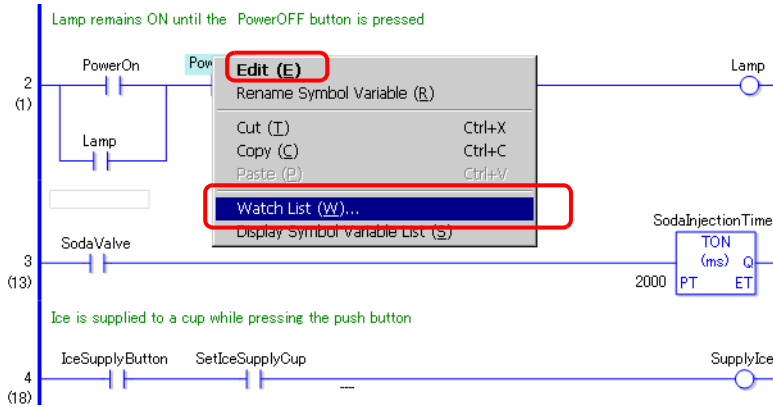 Lamp remains ON until the PowerOFF button is pressed
PowerOn
Pow
Lamp
2
(1)
Lamp
Edit (E)
Rename Symbol Variable (R)
Cut (T) Ctrl+X
Copy (C) Ctrl+C
Paste (P) Ctrl+V
Watch List (W)...
Display Symbol Variable List (S)
SodaInjectionTime
SodaValve
TON
3
(ms) Q
(13)
2000 PT ET
Ice is supplied to a cup while pressing the push button
IceSupplyButton SetIceSupplyCup SupplyIce
4
(18)